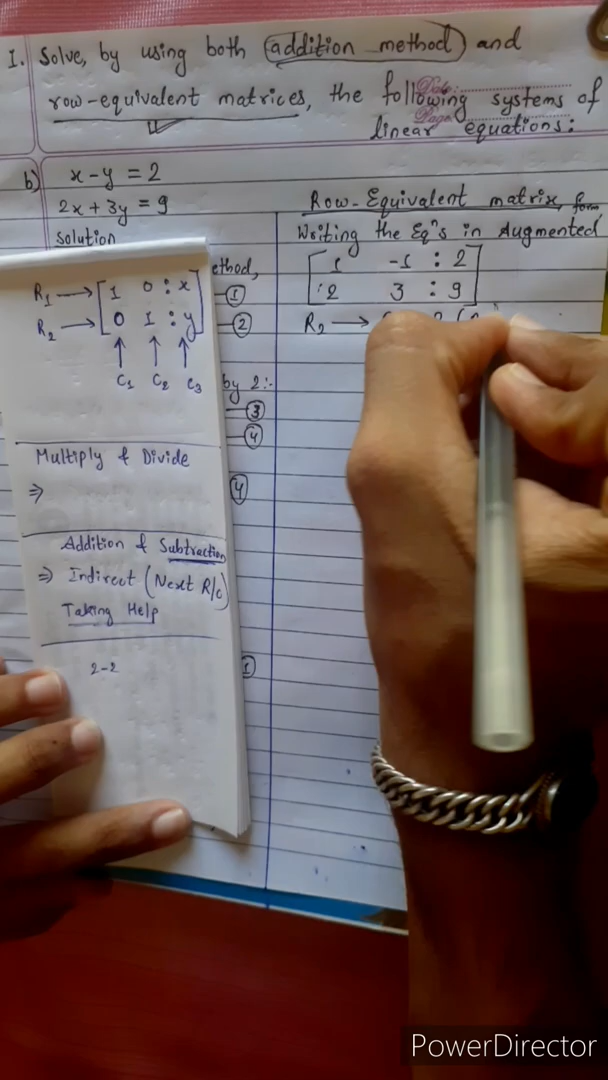 I. Solve, by using both addition method and
row-equivalent matrices, the following systems of
linear equations:
Date:
Page:
b) x - y = 2
2x + 3y = 9
Solution
ethod,
1
2
by 2:-
3
4
4
1
R₁ → [1 0 : x]
R₂ → [0 1 : y]
↑ ↑ ↑
C₁ C₂ C₃
Multiply & Divide
⇒
Addition & Subtraction
⇒ Indirect (Next R/C)
Taking Help
2-2
Row-Equivalent matrix, form
Writing the Eqⁿs in Augmented
[1 -1 : 2]
[2 3 : 9]
R₂ →
PowerDirector